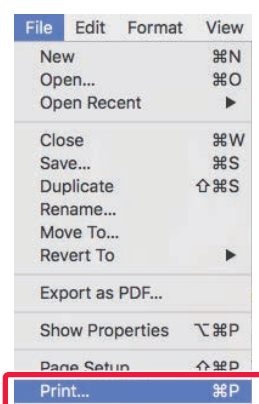 File Edit Format View
New ⌘N
Open... ⌘O
Open Recent ▶
Close ⌘W
Save... ⌘S
Duplicate ⇧⌘S
Rename...
Move To...
Revert To ▶
Export as PDF...
Show Properties ⌥⌘P
Page Setup ⇧⌘P
Print... ⌘P